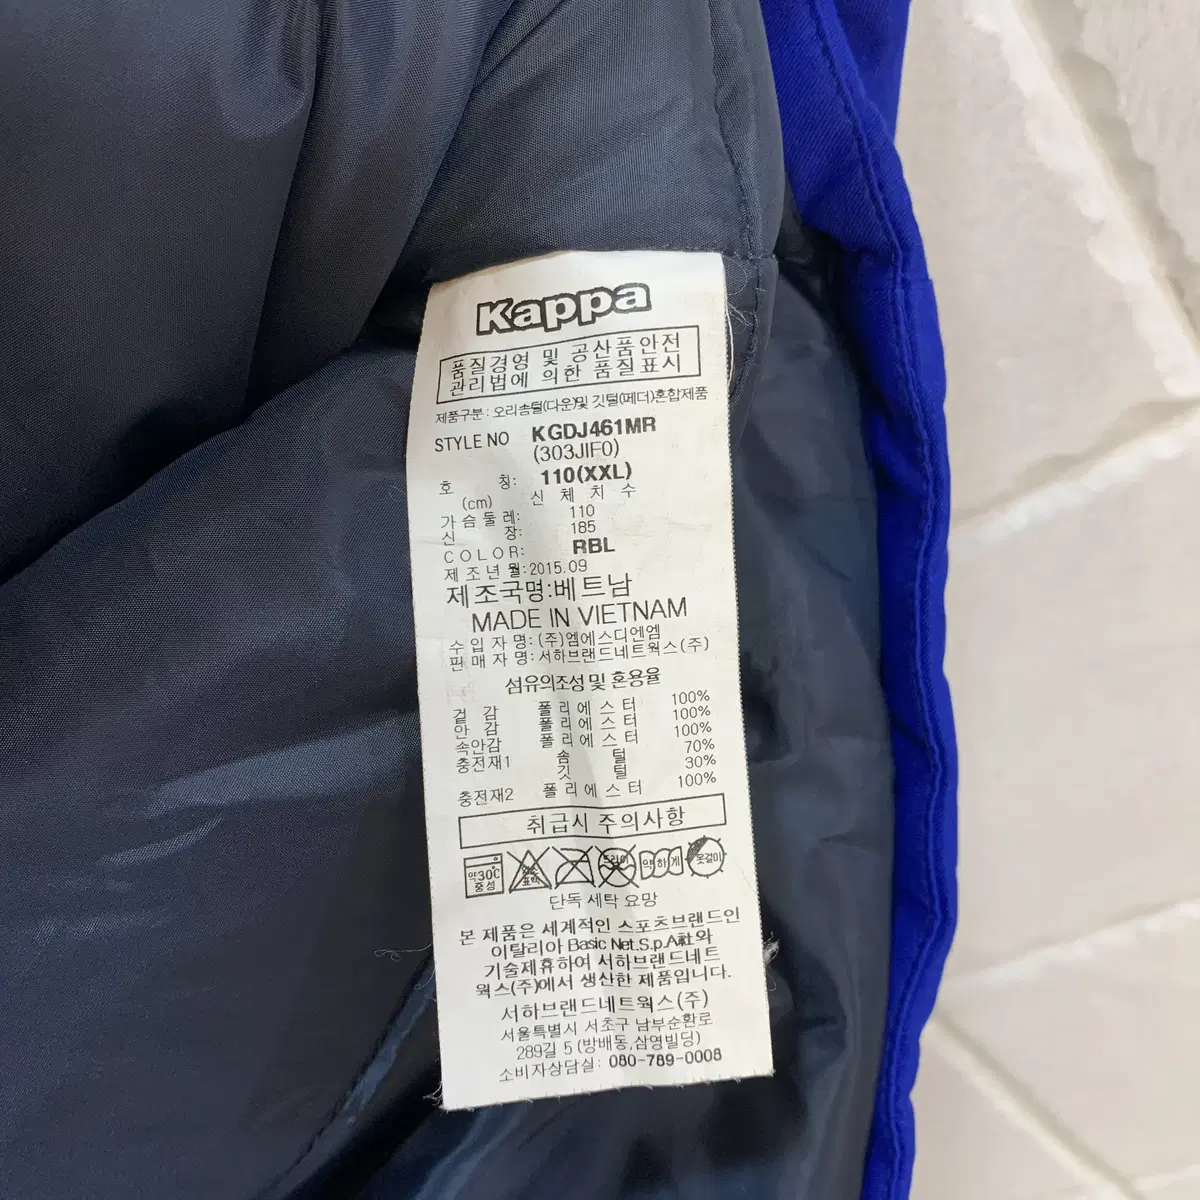 Kappa
품질경영 및 공산품안전
관리법에 의한 품질표시
제품구분: 오리솜털(다운)및 깃털(페더)혼합제품
STYLE NO KGDJ461MR
(303JIF0)
호 칭: 110(XXL)
(cm) 신 체 치 수
가 슴 둘 레: 110
신 장: 185
COLOR: RBL
제 조 년 월: 2015.09
제조국명:베트남
MADE IN VIETNAM
수 입 자 명: (주)엠에스디엔엠
판 매 자 명: 서하브랜드네트웍스(주)
섬유의조성 및 혼용율
겉 감 폴 리 에 스 터 100%
안 감 폴 리 에 스 터 100%
속안감 폴 리 에 스 터 100%
충전재1 솜 털 70%
깃 털 30%
충전재2 폴 리 에 스 터 100%
취급시 주의사항
약30℃ 중성 염소 표백 드라이 약하게 옷걸이
단독 세탁 요망
본 제품은 세계적인 스포츠브랜드인
이탈리아 Basic Net.S.p.A社와
기술제휴하여 서하브랜드네트
웍스(주)에서 생산한 제품입니다.
서하브랜드네트웍스(주)
서울특별시 서초구 남부순환로
289길 5 (방배동,삼영빌딩)
소비자상담실: 080-789-0008